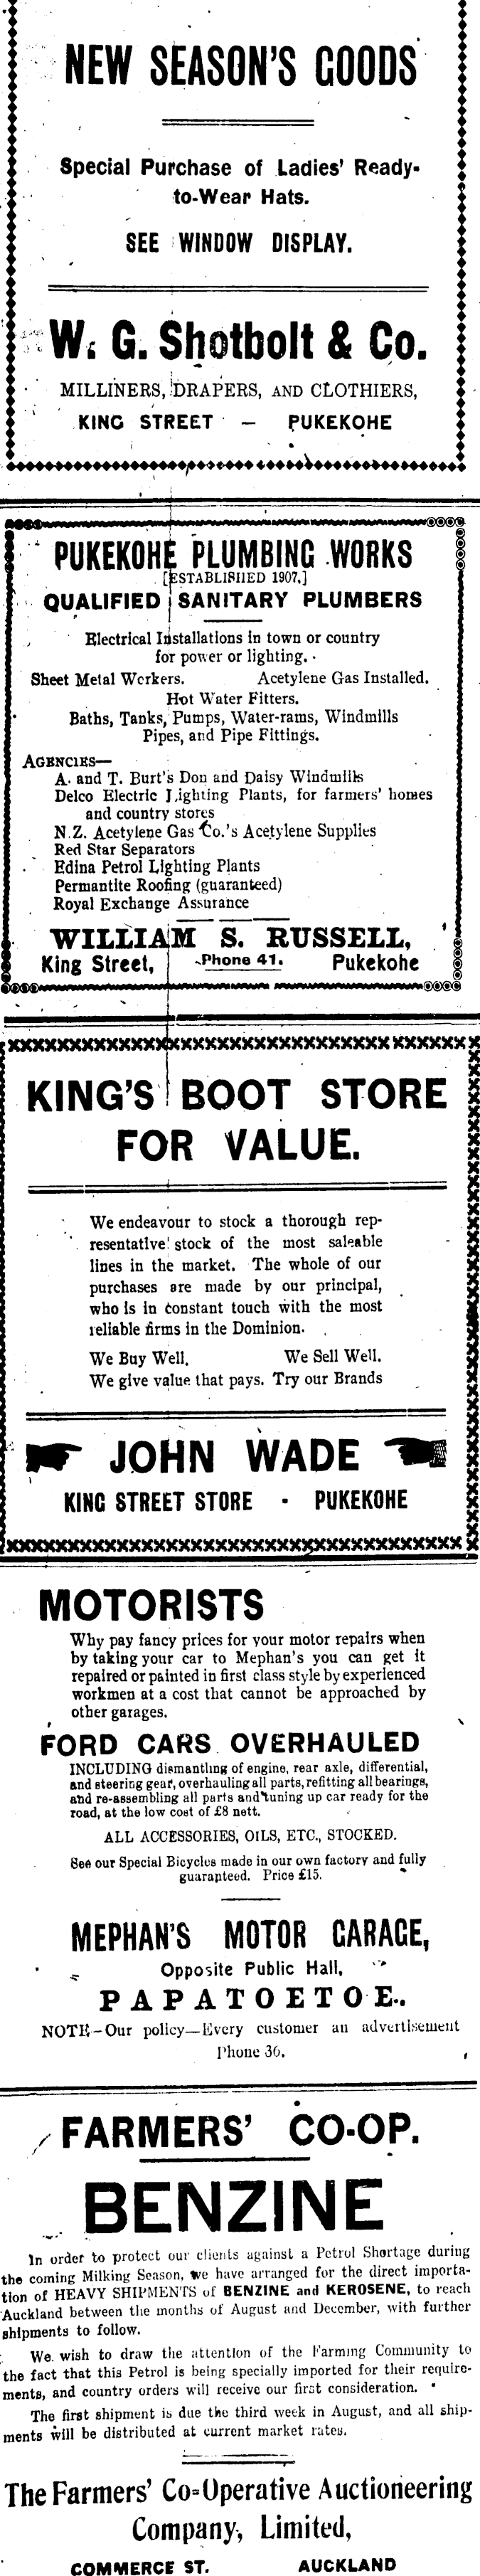 NEW SEASON'S GOODS
Special Purchase of Ladies' Ready-
to-Wear Hats.
SEE WINDOW DISPLAY.
W. G. Shotbolt & Co.
MILLINERS, DRAPERS, AND CLOTHIERS,
KING STREET — PUKEKOHE
PUKEKOHE PLUMBING WORKS
[ESTABLISHED 1907.]
QUALIFIED SANITARY PLUMBERS
Electrical Installations in town or country
for power or lighting.
Sheet Metal Workers. Acetylene Gas Installed.
Hot Water Fitters.
Baths, Tanks, Pumps, Water-rams, Windmills
Pipes, and Pipe Fittings.
AGENCIES—
A. and T. Burt's Don and Daisy Windmills
Delco Electric Lighting Plants, for farmers' homes
and country stores
N.Z. Acetylene Gas Co.'s Acetylene Supplies
Red Star Separators
Edina Petrol Lighting Plants
Permantite Roofing (guaranteed)
Royal Exchange Assurance
WILLIAM S. RUSSELL,
King Street, Phone 41. Pukekohe
KING'S BOOT STORE
FOR VALUE.
We endeavour to stock a thorough rep-
resentative stock of the most saleable
lines in the market. The whole of our
purchases are made by our principal,
who is in constant touch with the most
reliable firms in the Dominion.
We Buy Well. We Sell Well.
We give value that pays. Try our Brands
JOHN WADE
KING STREET STORE - PUKEKOHE
MOTORISTS
Why pay fancy prices for your motor repairs when
by taking your car to Mephan's you can get it
repaired or painted in first class style by experienced
workmen at a cost that cannot be approached by
other garages.
FORD CARS OVERHAULED
INCLUDING dismantling of engine, rear axle, differential,
and steering gear, overhauling all parts, refitting all bearings,
and re-assembling all parts and tuning up car ready for the
road, at the low cost of £8 nett.
ALL ACCESSORIES, OILS, ETC., STOCKED.
See our Special Bicycles made in our own factory and fully
guaranteed. Price £15.
MEPHAN'S MOTOR GARAGE,
Opposite Public Hall,
PAPATOETOE.
NOTE—Our policy—Every customer an advertisement
Phone 36.
FARMERS' CO-OP.
BENZINE
In order to protect our clients against a Petrol Shortage during
the coming Milking Season, we have arranged for the direct importa-
tion of HEAVY SHIPMENTS of BENZINE and KEROSENE, to reach
Auckland between the months of August and December, with further
shipments to follow.
We wish to draw the attention of the Farming Community to
the fact that this Petrol is being specially imported for their require-
ments, and country orders will receive our first consideration.
The first shipment is due the third week in August, and all ship-
ments will be distributed at current market rates.
The Farmers' Co-Operative Auctioneering
Company, Limited,
COMMERCE ST. AUCKLAND